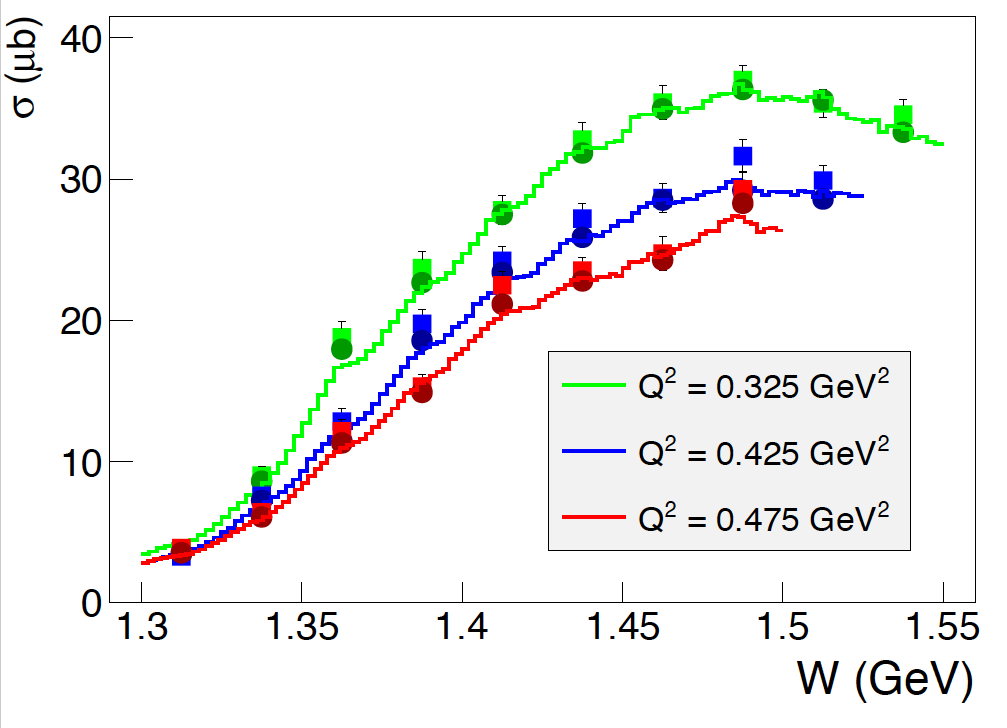 σ (μb)
40
30
20
10
0
1.3 1.35 1.4 1.45 1.5 1.55
W (GeV)
Q² = 0.325 GeV²
Q² = 0.425 GeV²
Q² = 0.475 GeV²